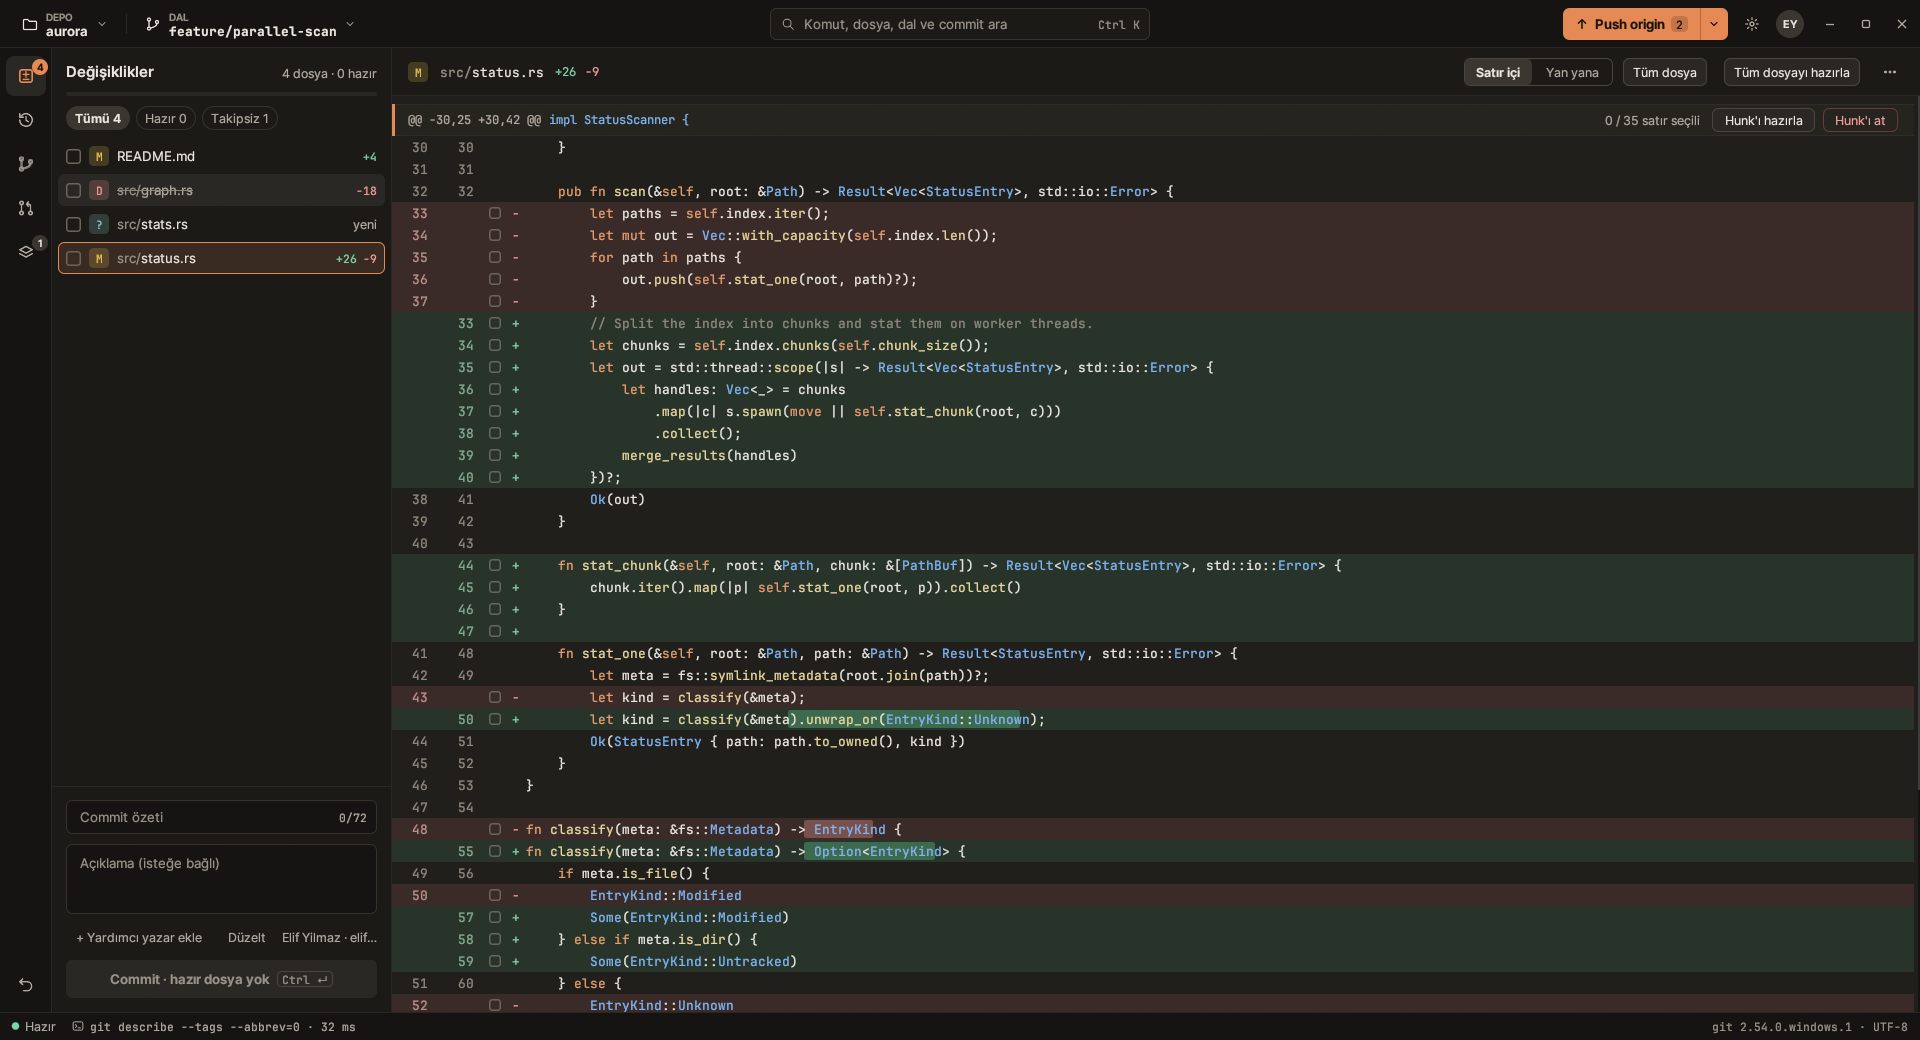 DEPO
aurora
DAL
feature/parallel-scan
Komut, dosya, dal ve commit ara Ctrl K
Push origin 2
EY
4
1
Değişiklikler 4 dosya · 0 hazır
Tümü 4 Hazır 0 Takipsiz 1
M README.md +4
D src/graph.rs -18
? src/stats.rs yeni
M src/status.rs +26 -9
Commit özeti 0/72
Açıklama (isteğe bağlı)
+ Yardımcı yazar ekle Düzelt Elif Yilmaz · elif...
Commit · hazır dosya yok Ctrl ↵
M src/status.rs +26 -9 Satır içi Yan yana Tüm dosya Tüm dosyayı hazırla ...
@@ -30,25 +30,42 @@ impl StatusScanner { 0 / 35 satır seçili Hunk'ı hazırla Hunk'ı at
30 30 }
31 31
32 32 pub fn scan(&self, root: &Path) -> Result<Vec<StatusEntry>, std::io::Error> {
33 - let paths = self.index.iter();
34 - let mut out = Vec::with_capacity(self.index.len());
35 - for path in paths {
36 - out.push(self.stat_one(root, path)?);
37 - }
33 + // Split the index into chunks and stat them on worker threads.
34 + let chunks = self.index.chunks(self.chunk_size());
35 + let out = std::thread::scope(|s| -> Result<Vec<StatusEntry>, std::io::Error> {
36 + let handles: Vec<_> = chunks
37 + .map(|c| s.spawn(move || self.stat_chunk(root, c)))
38 + .collect();
39 + merge_results(handles)
40 + })?;
38 41 Ok(out)
39 42 }
40 43
44 + fn stat_chunk(&self, root: &Path, chunk: &[PathBuf]) -> Result<Vec<StatusEntry>, std::io::Error> {
45 + chunk.iter().map(|p| self.stat_one(root, p)).collect()
46 + }
47 +
41 48 fn stat_one(&self, root: &Path, path: &Path) -> Result<StatusEntry, std::io::Error> {
42 49 let meta = fs::symlink_metadata(root.join(path))?;
43 - let kind = classify(&meta);
50 + let kind = classify(&meta).unwrap_or(EntryKind::Unknown);
44 51 Ok(StatusEntry { path: path.to_owned(), kind })
45 52 }
46 53 }
47 54
48 - fn classify(meta: &fs::Metadata) -> EntryKind {
55 + fn classify(meta: &fs::Metadata) -> Option<EntryKind> {
49 56 if meta.is_file() {
50 - EntryKind::Modified
57 + Some(EntryKind::Modified)
58 + } else if meta.is_dir() {
59 + Some(EntryKind::Untracked)
51 60 } else {
52 - EntryKind::Unknown
Hazır git describe --tags --abbrev=0 · 32 ms git 2.54.0.windows.1 · UTF-8